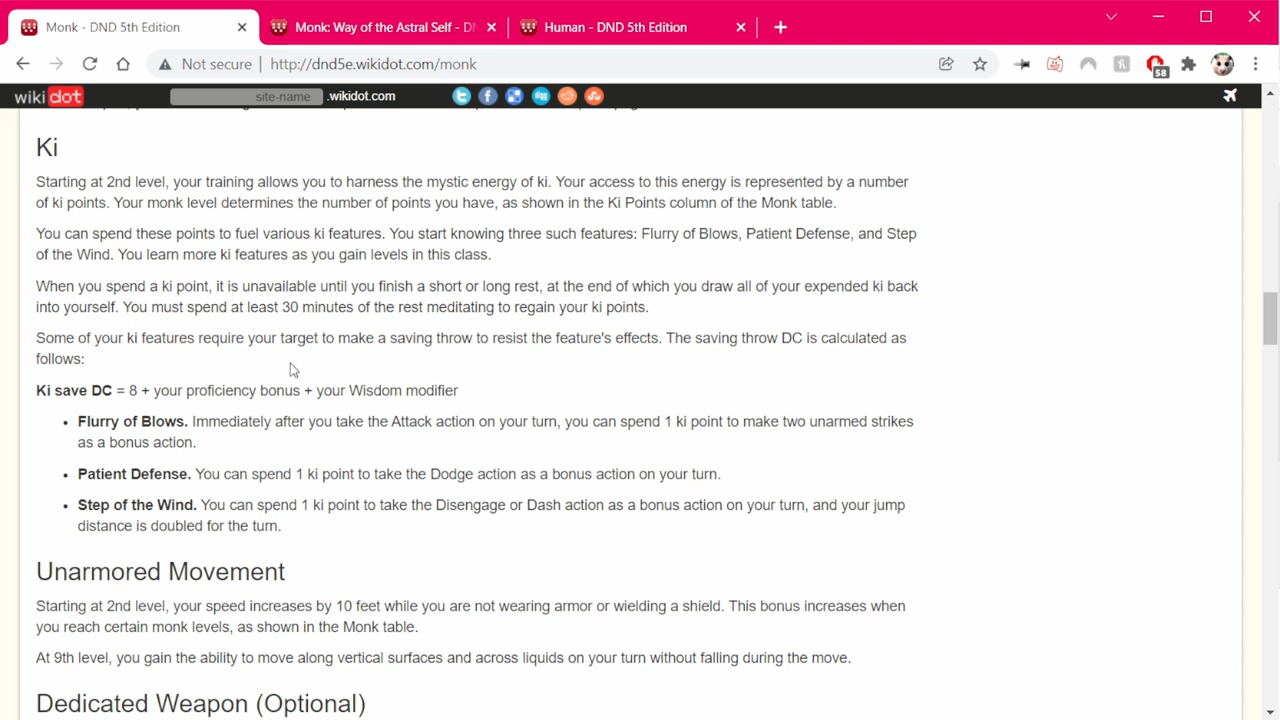 Monk - DND 5th Edition
Monk: Way of the Astral Self - DN
Human - DND 5th Edition
Not secure
http://dnd5e.wikidot.com/monk
58
wikidot
site-name
.wikidot.com
Ki
Starting at 2nd level, your training allows you to harness the mystic energy of ki. Your access to this energy is represented by a number
of ki points. Your monk level determines the number of points you have, as shown in the Ki Points column of the Monk table.
You can spend these points to fuel various ki features. You start knowing three such features: Flurry of Blows, Patient Defense, and Step
of the Wind. You learn more ki features as you gain levels in this class.
When you spend a ki point, it is unavailable until you finish a short or long rest, at the end of which you draw all of your expended ki back
into yourself. You must spend at least 30 minutes of the rest meditating to regain your ki points.
Some of your ki features require your target to make a saving throw to resist the feature's effects. The saving throw DC is calculated as
follows:
Ki save DC = 8 + your proficiency bonus + your Wisdom modifier
• Flurry of Blows. Immediately after you take the Attack action on your turn, you can spend 1 ki point to make two unarmed strikes
as a bonus action.
• Patient Defense. You can spend 1 ki point to take the Dodge action as a bonus action on your turn.
• Step of the Wind. You can spend 1 ki point to take the Disengage or Dash action as a bonus action on your turn, and your jump
distance is doubled for the turn.
Unarmored Movement
Starting at 2nd level, your speed increases by 10 feet while you are not wearing armor or wielding a shield. This bonus increases when
you reach certain monk levels, as shown in the Monk table.
At 9th level, you gain the ability to move along vertical surfaces and across liquids on your turn without falling during the move.
Dedicated Weapon (Optional)